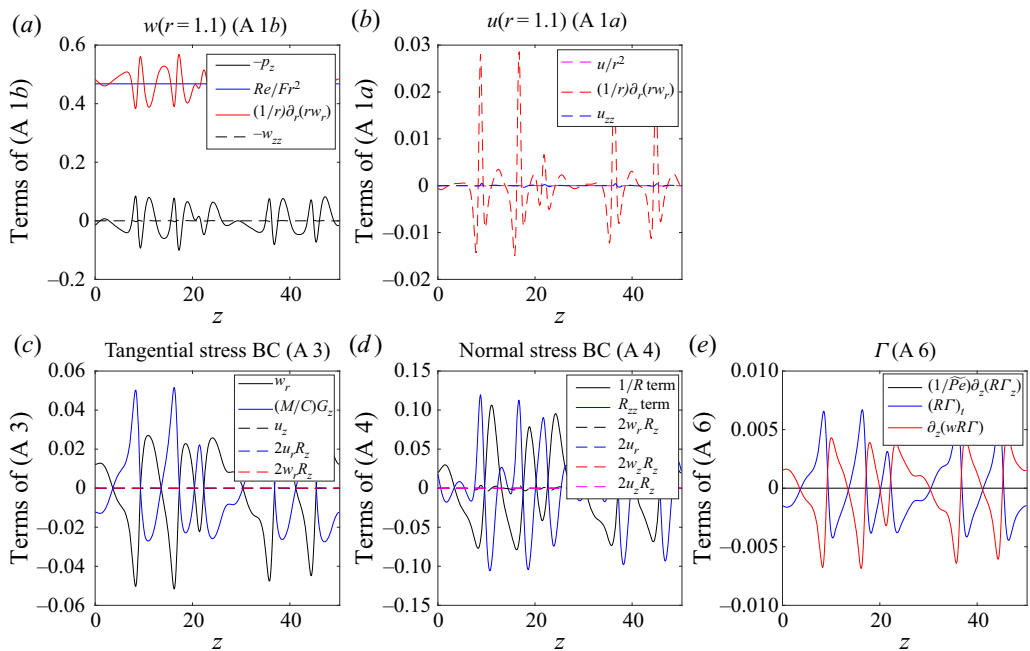 (a) w(r = 1.1) (A 1b)
Terms of (A 1b)
0.6
0.4
0.2
0
−0.2
0 20 40
z
−p_z
Re/Fr²
(1/r)∂_r(rw_r)
−w_zz
(b) u(r = 1.1) (A 1a)
Terms of (A 1a)
0.03
0.02
0.01
0
−0.01
−0.02
0 20 40
z
u/r²
(1/r)∂_r(rw_r)
u_zz
(c) Tangential stress BC (A 3)
Terms of (A 3)
0.06
0.04
0.02
0
−0.02
−0.04
−0.06
0 20 40
z
w_r
(M/C)G_z
u_z
2u_rR_z
2w_rR_z
(d) Normal stress BC (A 4)
Terms of (A 4)
0.15
0.10
0.05
0
−0.05
−0.10
−0.15
0 20 40
z
1/R term
R_zz term
2w_rR_z
2u_r
2w_zR_z
2u_zR_z
(e) Γ (A 6)
Terms of (A 6)
0.010
0.005
0
−0.005
−0.010
0 20 40
z
(1/P͠e)∂_z(RΓ_z)
(RΓ)_t
∂_z(wRΓ)